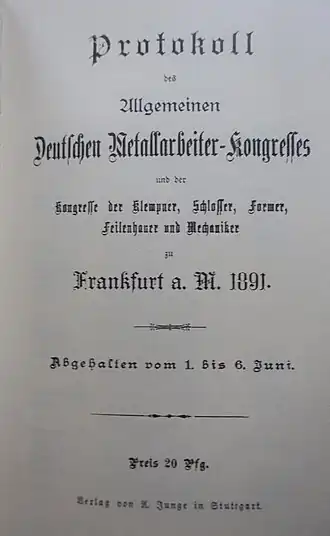 Protokoll
des
Allgemeinen
Deutschen Metallarbeiter-Kongresses
und der
Kongresse der Klempner, Schlosser, Former,
Feilenhauer und Mechaniker
zu
Frankfurt a. M. 1891.
Abgehalten vom 1. bis 6. Juni.
Preis 20 Pfg.
Verlag von A. Junge in Stuttgart.